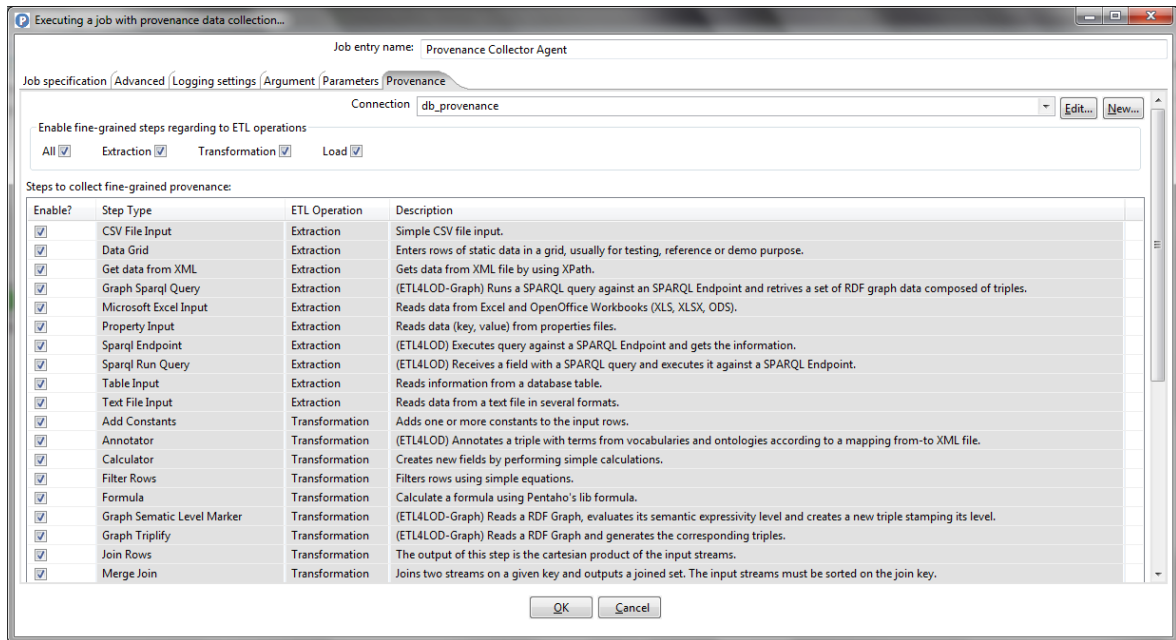 Executing a job with provenance data collection...
Job entry name: Provenance Collector Agent
Job specification Advanced Logging settings Argument Parameters Provenance
Connection db_provenance Edit... New...
Enable fine-grained steps regarding to ETL operations
All Extraction Transformation Load
Steps to collect fine-grained provenance:
Enable? Step Type ETL Operation Description
CSV File Input Extraction Simple CSV file input.
Data Grid Extraction Enters rows of static data in a grid, usually for testing, reference or demo purpose.
Get data from XML Extraction Gets data from XML file by using XPath.
Graph Sparql Query Extraction (ETL4LOD-Graph) Runs a SPARQL query against an SPARQL Endpoint and retrives a set of RDF graph data composed of triples.
Microsoft Excel Input Extraction Reads data from Excel and OpenOffice Workbooks (XLS, XLSX, ODS).
Property Input Extraction Reads data (key, value) from properties files.
Sparql Endpoint Extraction (ETL4LOD) Executes query against a SPARQL Endpoint and gets the information.
Sparql Run Query Extraction (ETL4LOD) Receives a field with a SPARQL query and executes it against a SPARQL Endpoint.
Table Input Extraction Reads information from a database table.
Text File Input Extraction Reads data from a text file in several formats.
Add Constants Transformation Adds one or more constants to the input rows.
Annotator Transformation (ETL4LOD) Annotates a triple with terms from vocabularies and ontologies according to a mapping from-to XML file.
Calculator Transformation Creates new fields by performing simple calculations.
Filter Rows Transformation Filters rows using simple equations.
Formula Transformation Calculate a formula using Pentaho's lib formula.
Graph Sematic Level Marker Transformation (ETL4LOD-Graph) Reads a RDF Graph, evaluates its semantic expressivity level and creates a new triple stamping its level.
Graph Triplify Transformation (ETL4LOD-Graph) Reads a RDF Graph and generates the corresponding triples.
Join Rows Transformation The output of this step is the cartesian product of the input streams.
Merge Join Transformation Joins two streams on a given key and outputs a joined set. The input streams must be sorted on the join key.
OK Cancel